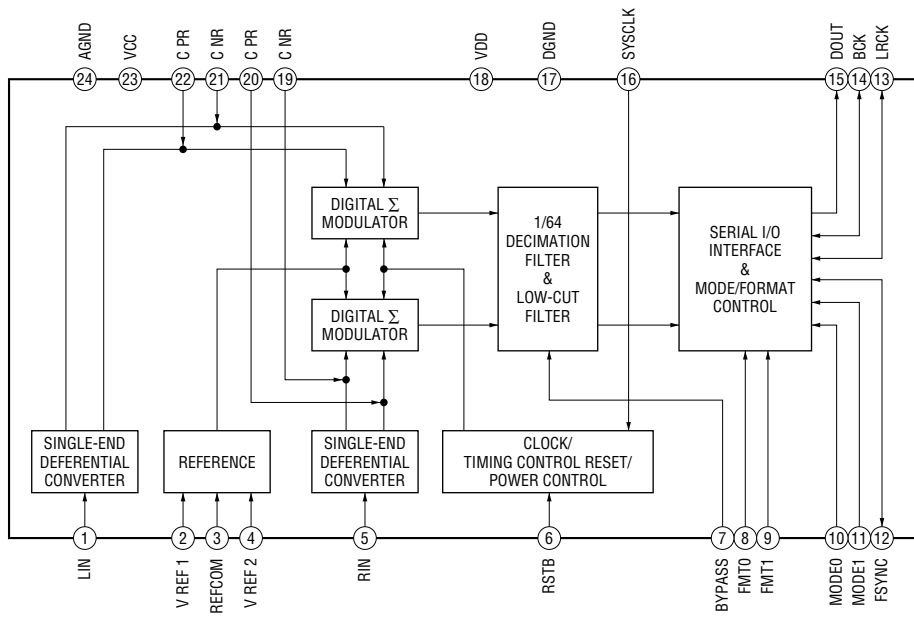 AGND
VCC
C PR
C NR
C PR
C NR
VDD
DGND
SYSCLK
DOUT
BCK
LRCK
24
23
22
21
20
19
18
17
16
15
14
13
DIGITAL Σ
MODULATOR
1/64
DECIMATION
FILTER
&
LOW-CUT
FILTER
SERIAL I/O
INTERFACE
&
MODE/FORMAT
CONTROL
DIGITAL Σ
MODULATOR
SINGLE-END
DEFERENTIAL
CONVERTER
REFERENCE
SINGLE-END
DEFERENTIAL
CONVERTER
CLOCK/
TIMING CONTROL RESET/
POWER CONTROL
1
2
3
4
5
6
7
8
9
10
11
12
LIN
V REF 1
REFCOM
V REF 2
RIN
RSTB
BYPASS
FMT0
FMT1
MODE0
MODE1
FSYNC